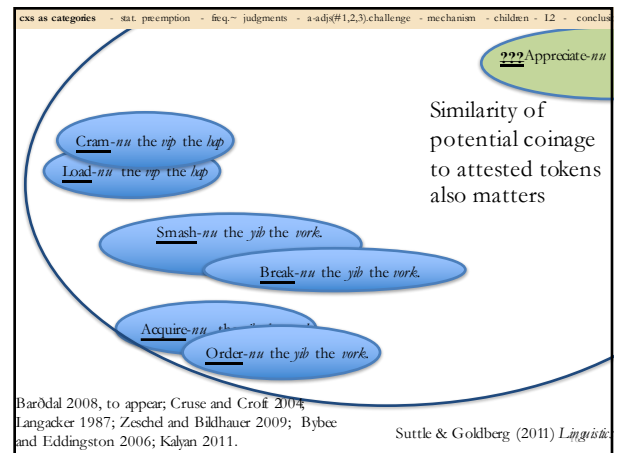 cxs as categories - stat. preemption - freq.~ judgments - a-adjs(#1,2,3).challenge - mechanism - children - L2 - conclus
???Appreciate-nu
Similarity of
potential coinage
to attested tokens
also matters
Cram-nu the vip the hap
Load-nu the vip the hap
Smash-nu the yib the vork.
Break-nu the yib the vork.
Acquire-nu
Order-nu the yib the vork.
Barðdal 2008, to appear; Cruse and Croft 2004;
Langacker 1987; Zeschel and Bildhauer 2009; Bybee
and Eddingston 2006; Kalyan 2011.
Suttle & Goldberg (2011) Linguistic